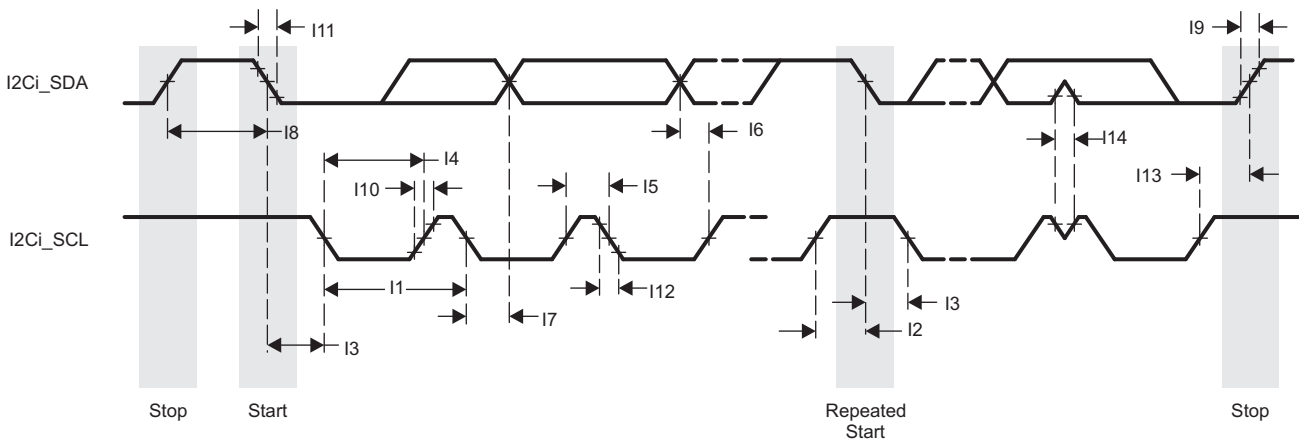 I11
I9
I2Ci_SDA
I8
I6
I14
I4
I10
I5
I13
I2Ci_SCL
I1
I12
I7
I3
I2
I3
Stop
Start
Repeated
Start
Stop